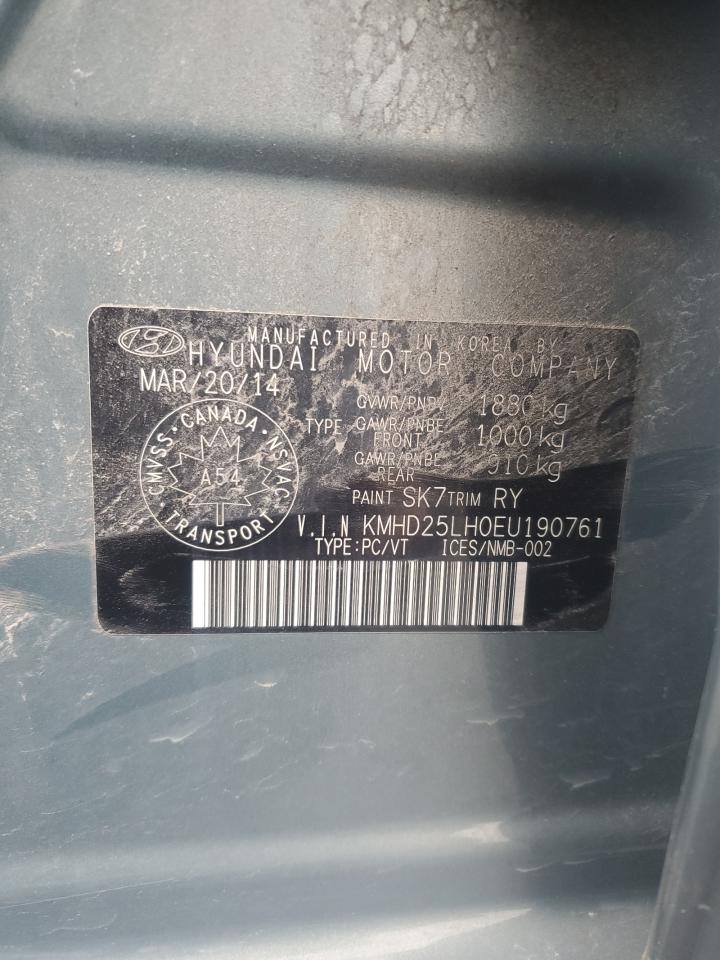 MANUFACTURED IN KOREA BY
HYUNDAI MOTOR COMPANY
MAR/20/14
CMVSS·CANADA·NSVAC
A54
TRANSPORT
TYPE
GVWR/PNBV 1880 kg
GAWR/PNBE FRONT 1000 kg
GAWR/PNBE REAR 910 kg
PAINT SK7 TRIM RY
V.I.N KMHD25LH0EU190761
TYPE:PC/VT ICES/NMB-002